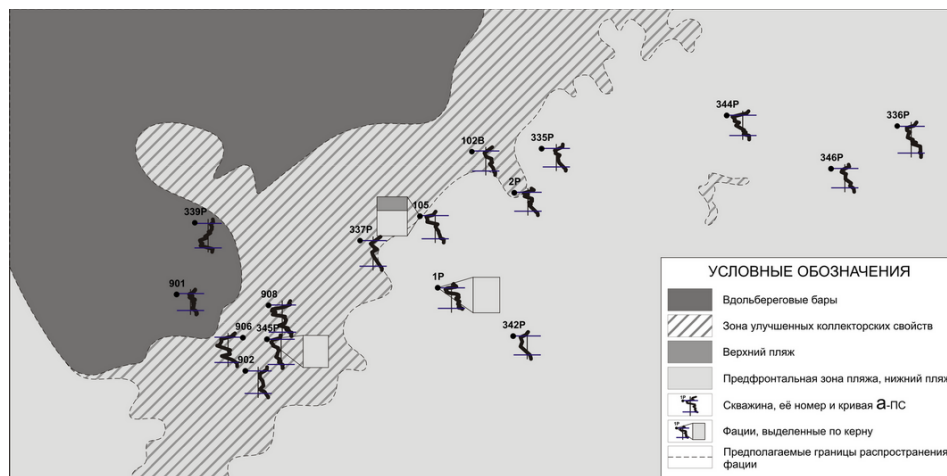 344Р
336Р
102В
335Р
346Р
2Р
339Р
105
337Р
1Р
901
908
906
345Р
342Р
902
УСЛОВНЫЕ ОБОЗНАЧЕНИЯ
Вдольбереговые бары
Зона улучшенных коллекторских свойств
Верхний пляж
Предфронтальная зона пляжа, нижний пляж
Скважина, её номер и кривая а-ПС
Фации, выделенные по керну
Предполагаемые границы распространения
фации